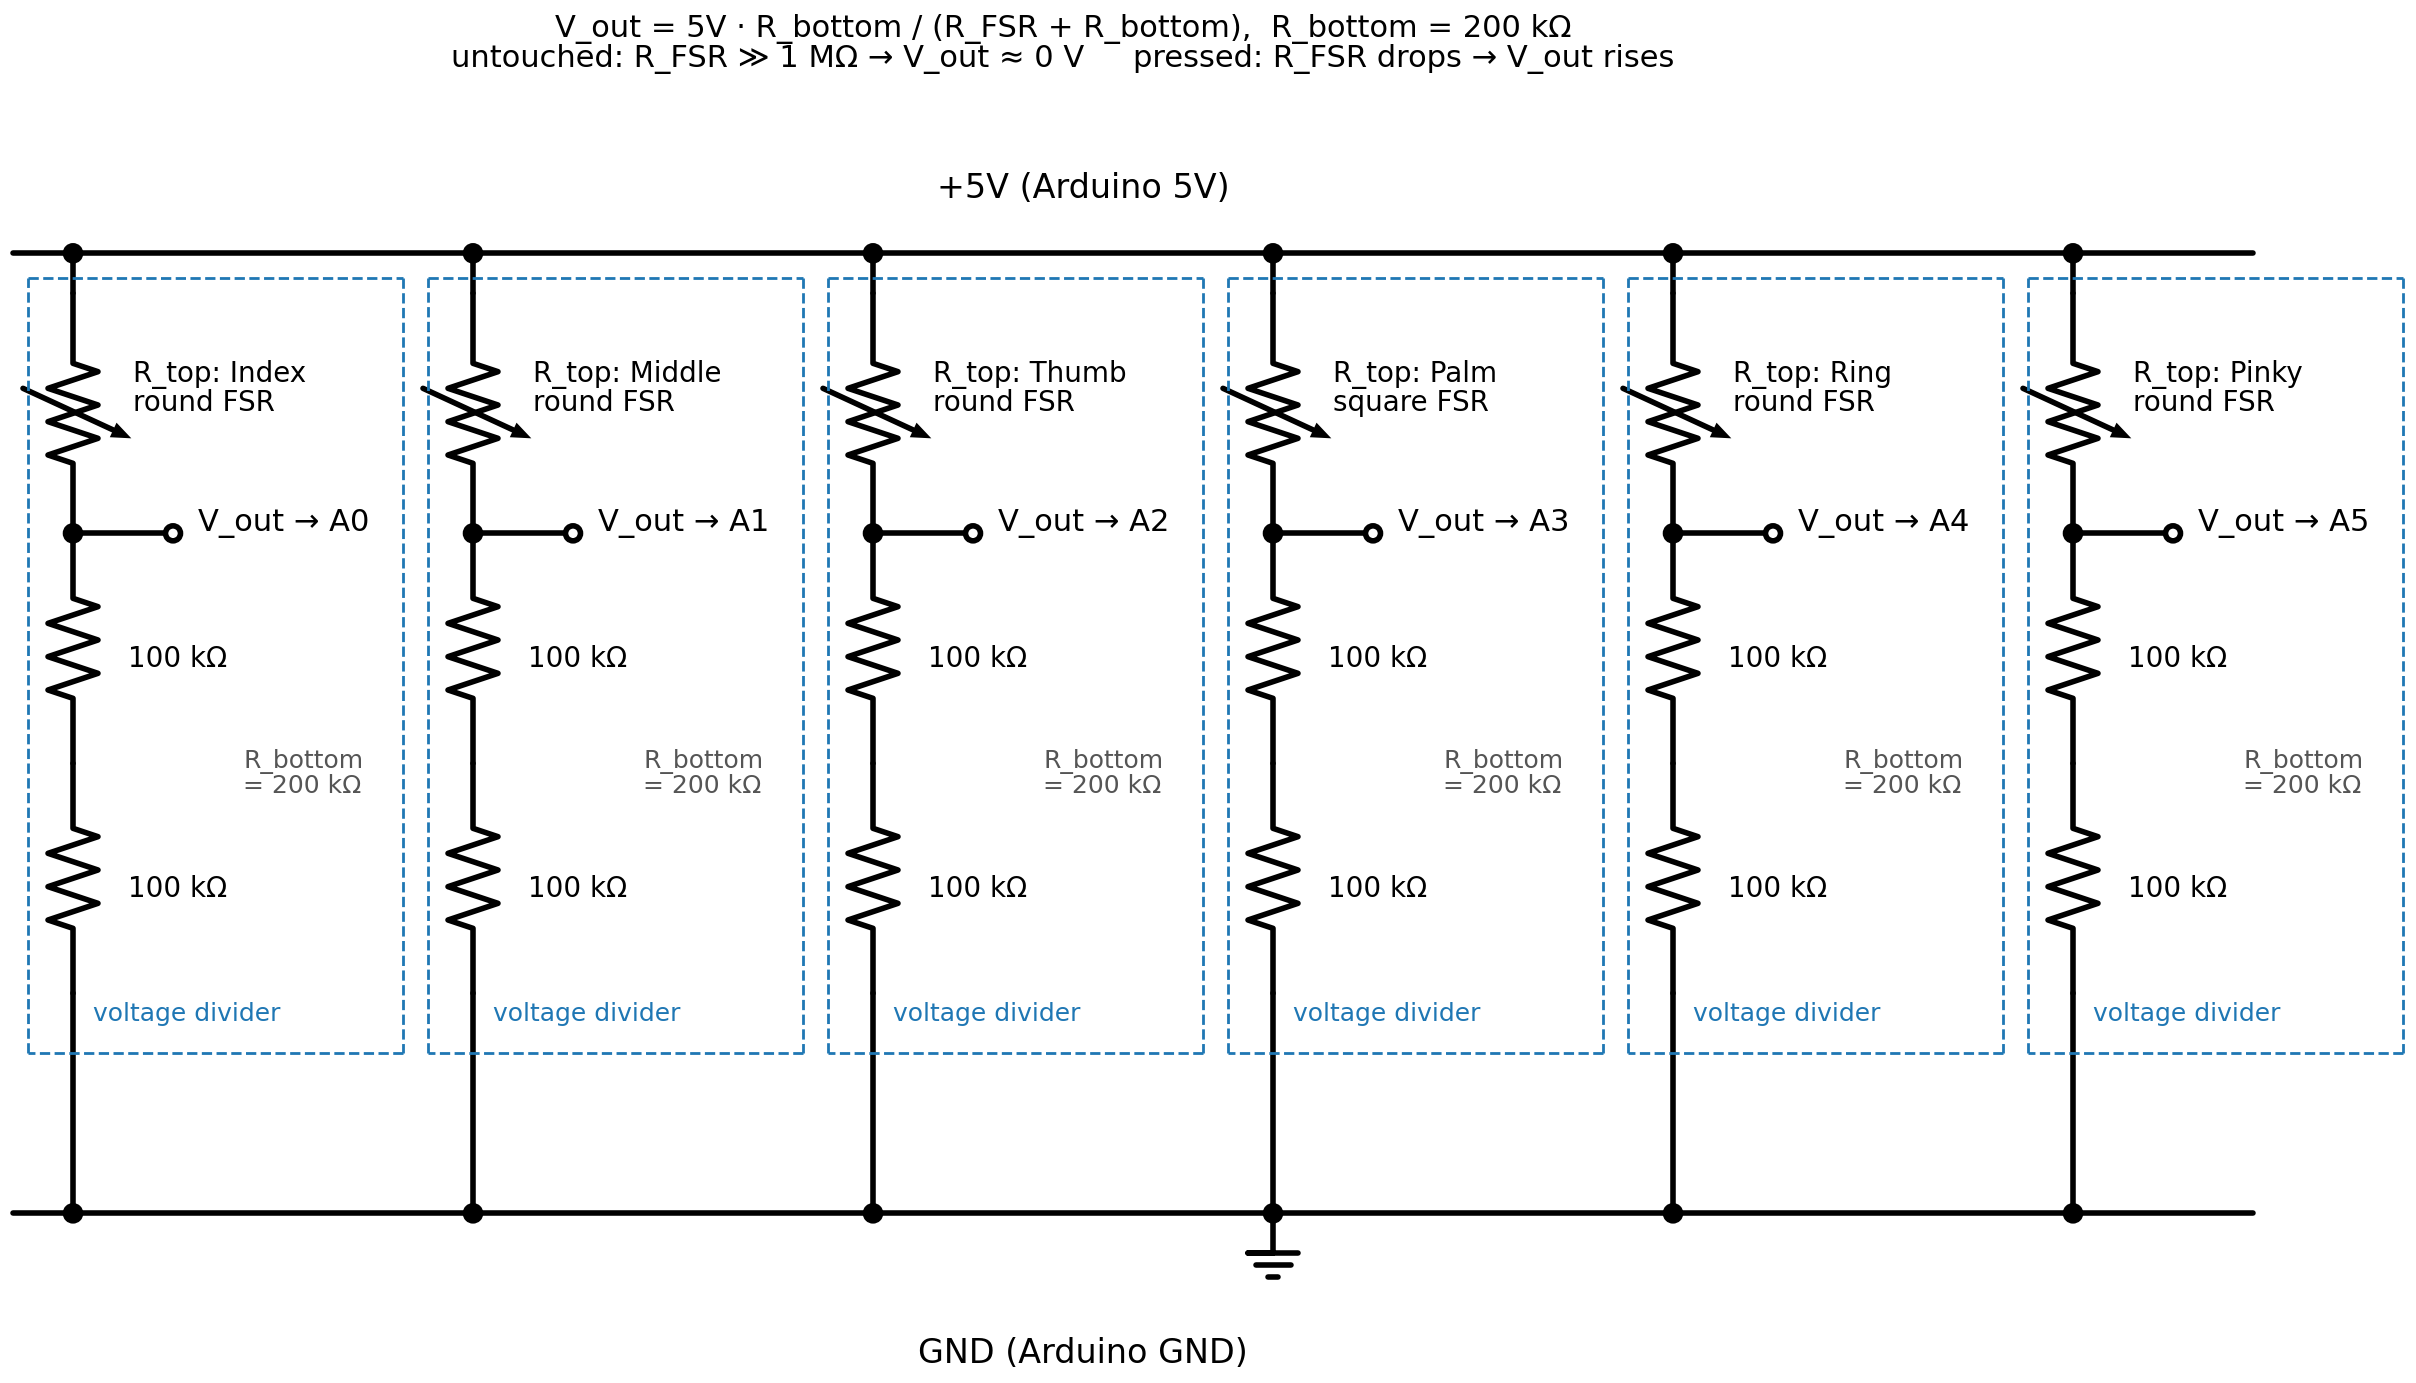 V_out = 5V · R_bottom / (R_FSR + R_bottom),  R_bottom = 200 kΩ
untouched: R_FSR ≫ 1 MΩ → V_out ≈ 0 V     pressed: R_FSR drops → V_out rises
+5V (Arduino 5V)
R_top: Index
round FSR
R_top: Middle
round FSR
R_top: Thumb
round FSR
R_top: Palm
square FSR
R_top: Ring
round FSR
R_top: Pinky
round FSR
V_out → A0
V_out → A1
V_out → A2
V_out → A3
V_out → A4
V_out → A5
100 kΩ
100 kΩ
100 kΩ
100 kΩ
100 kΩ
100 kΩ
R_bottom
= 200 kΩ
R_bottom
= 200 kΩ
R_bottom
= 200 kΩ
R_bottom
= 200 kΩ
R_bottom
= 200 kΩ
R_bottom
= 200 kΩ
100 kΩ
100 kΩ
100 kΩ
100 kΩ
100 kΩ
100 kΩ
voltage divider
voltage divider
voltage divider
voltage divider
voltage divider
voltage divider
GND (Arduino GND)